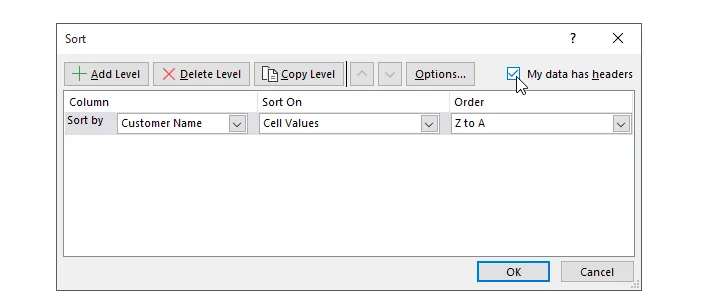 Sort ?
Add Level Delete Level Copy Level Options... My data has headers
Column Sort On Order
Sort by Customer Name Cell Values Z to A
OK Cancel